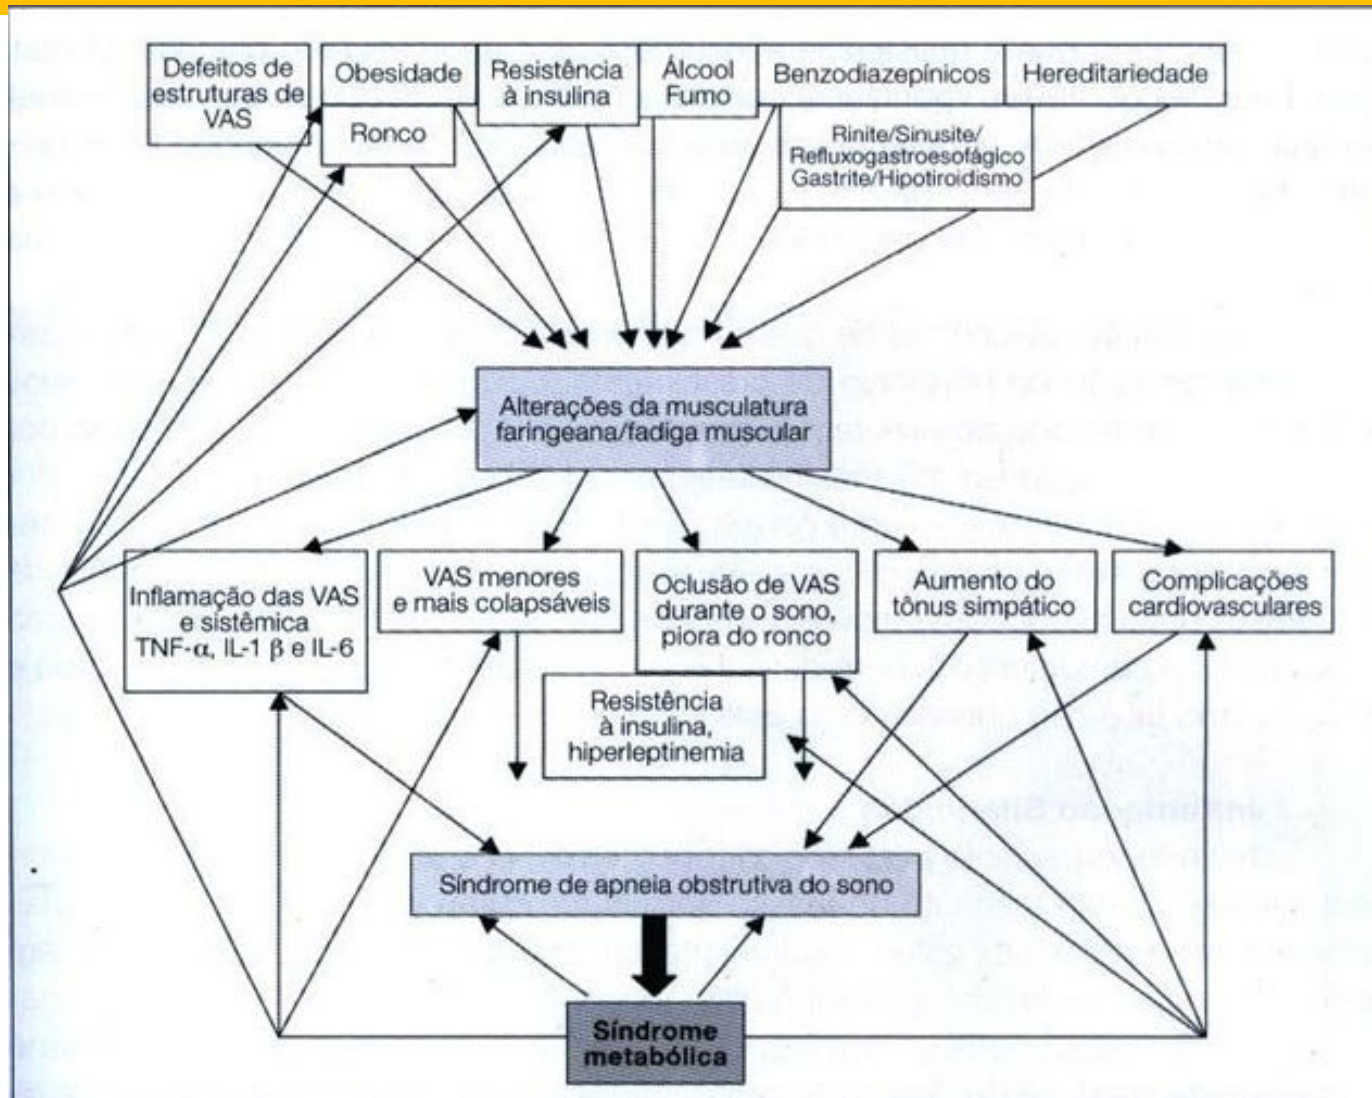 Defeitos de
estruturas de
VAS
Obesidade
Ronco
Resistência
à insulina
Álcool
Fumo
Benzodiazepínicos
Rinite/Sinusite/
Refluxogastroesofágico
Gastrite/Hipotiroidismo
Hereditariedade
Alterações da musculatura
faringeana/fadiga muscular
Inflamação das VAS
e sistêmica
TNF-α, IL-1 β e IL-6
VAS menores
e mais colapsáveis
Oclusão de VAS
durante o sono,
piora do ronco
Aumento do
tônus simpático
Complicações
cardiovasculares
Resistência
à insulina,
hiperleptinemia
Síndrome de apneia obstrutiva do sono
Síndrome
metabólica